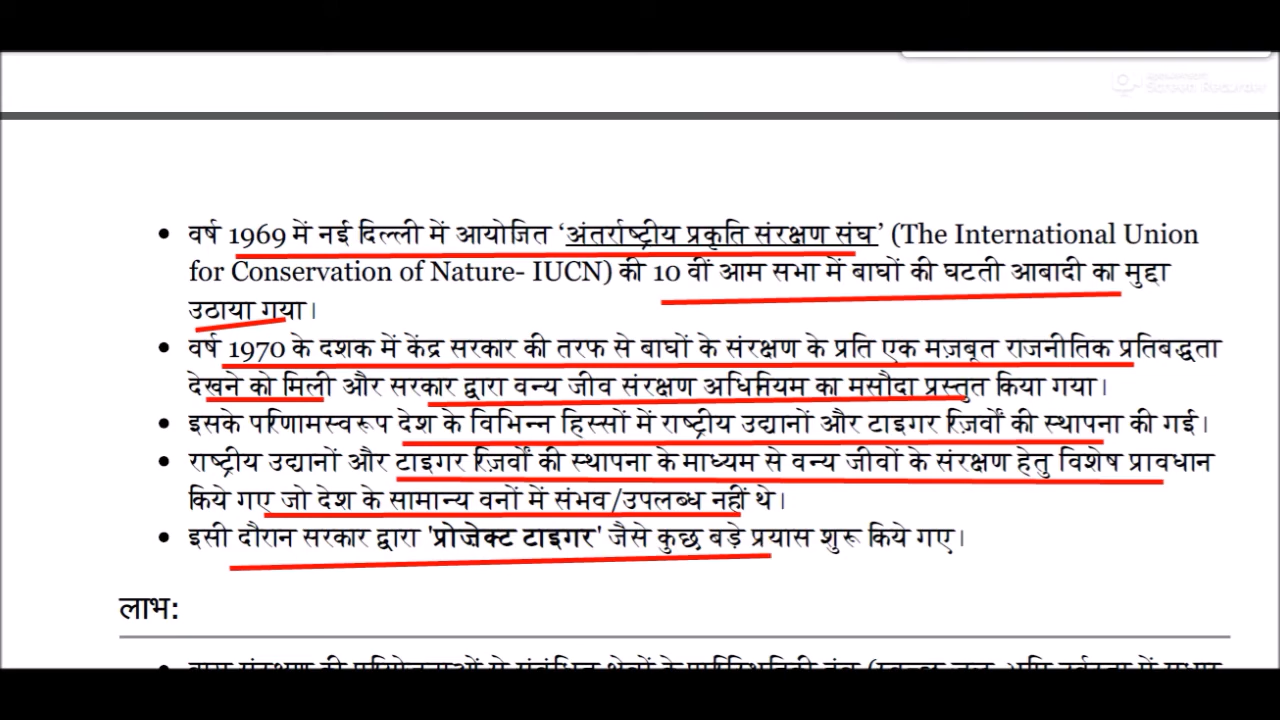 Screen Recorder
वर्ष 1969 में नई दिल्ली में आयोजित ‘अंतर्राष्ट्रीय प्रकृति संरक्षण संघ’ (The International Union
for Conservation of Nature- IUCN) की 10 वीं आम सभा में बाघों की घटती आबादी का मुद्दा
उठाया गया।
वर्ष 1970 के दशक में केंद्र सरकार की तरफ से बाघों के संरक्षण के प्रति एक मज़बूत राजनीतिक प्रतिबद्धता
देखने को मिली और सरकार द्वारा वन्य जीव संरक्षण अधिनियम का मसौदा प्रस्तुत किया गया।
इसके परिणामस्वरूप देश के विभिन्न हिस्सों में राष्ट्रीय उद्यानों और टाइगर रिज़र्वों की स्थापना की गई।
राष्ट्रीय उद्यानों और टाइगर रिज़र्वों की स्थापना के माध्यम से वन्य जीवों के संरक्षण हेतु विशेष प्रावधान
किये गए जो देश के सामान्य वनों में संभव/उपलब्ध नहीं थे।
इसी दौरान सरकार द्वारा 'प्रोजेक्ट टाइगर' जैसे कुछ बड़े प्रयास शुरू किये गए।
लाभ: